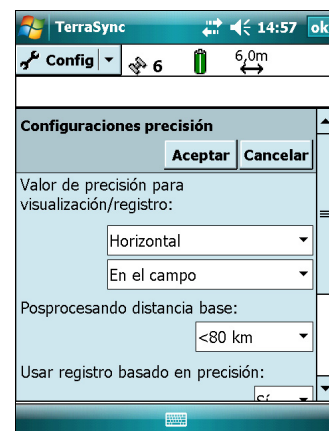 TerraSync 14:57 ok
Config 6 6,0m
Configuraciones precisión
Aceptar Cancelar
Valor de precisión para
visualización/registro:
Horizontal
En el campo
Posprocesando distancia base:
<80 km
Usar registro basado en precisión:
Sí